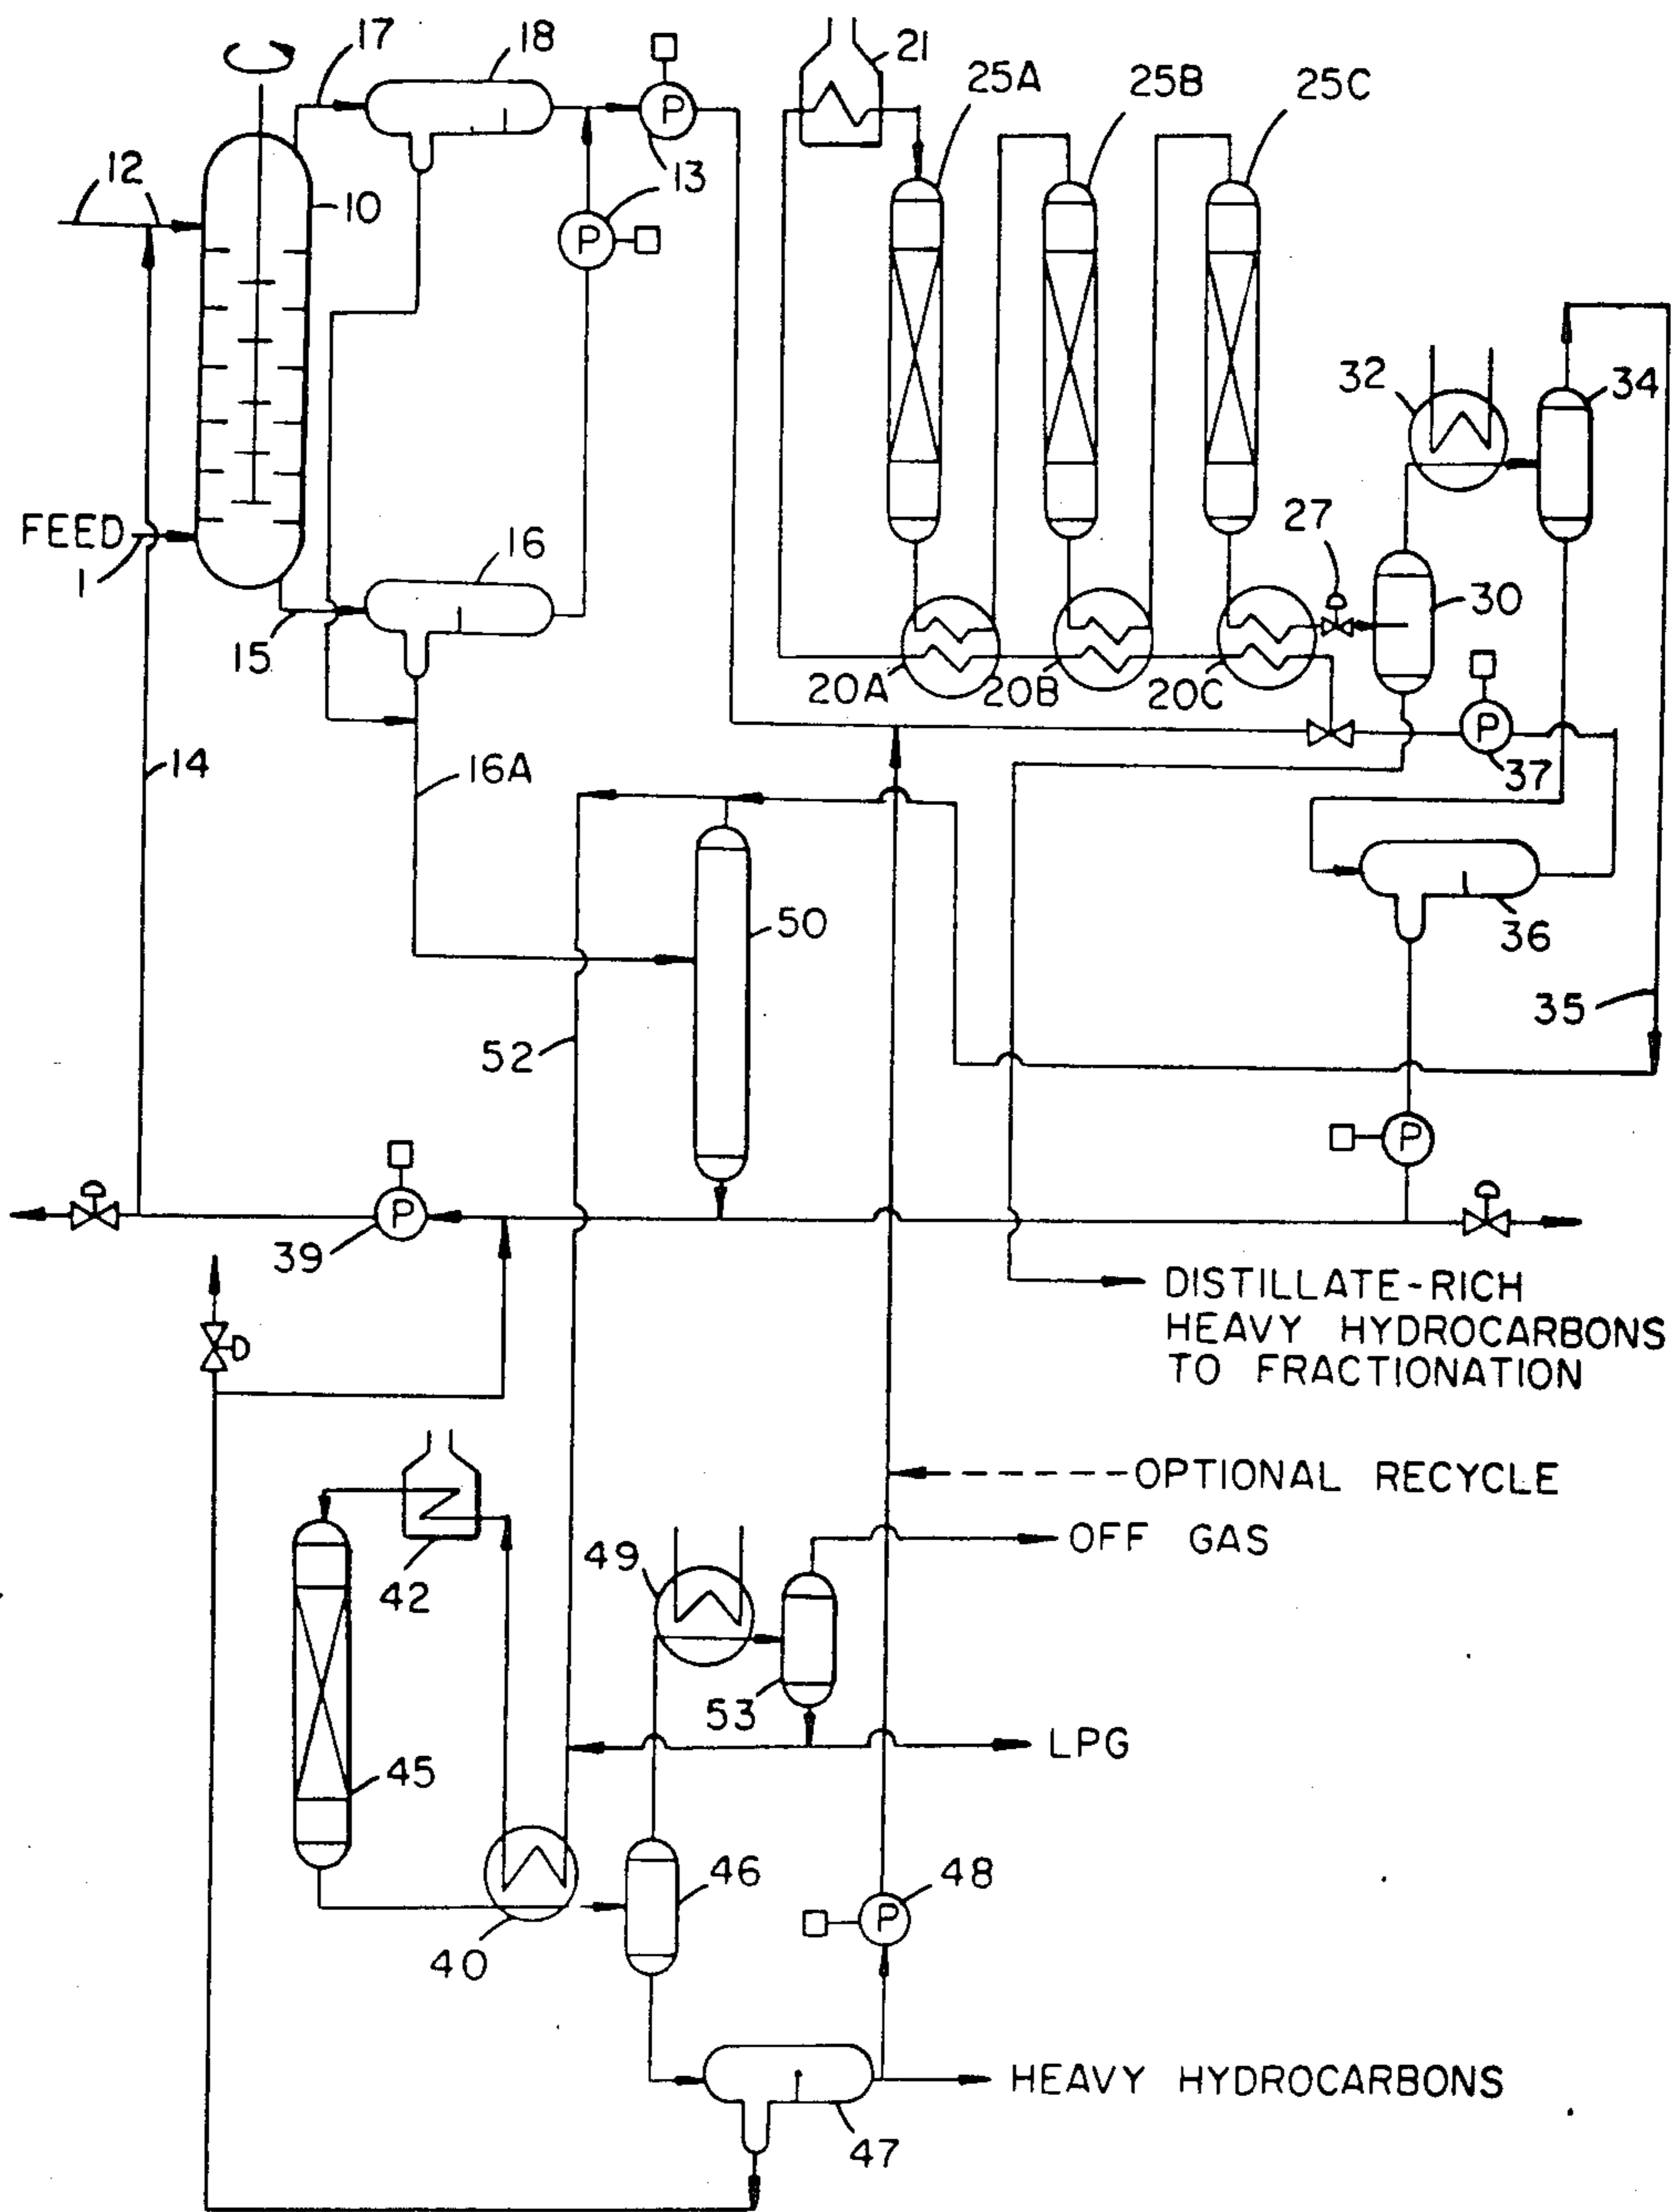 17
18
P
13
21
25A
25B
25C
12
10
P
32
34
FEED
1
16
15
27
30
20A
20B
20C
P
37
14
16A
50
36
52
35
P
P
39
DISTILLATE-RICH
HEAVY HYDROCARBONS
TO FRACTIONATION
OPTIONAL RECYCLE
OFF GAS
49
42
53
LPG
45
46
48
P
40
HEAVY HYDROCARBONS
47